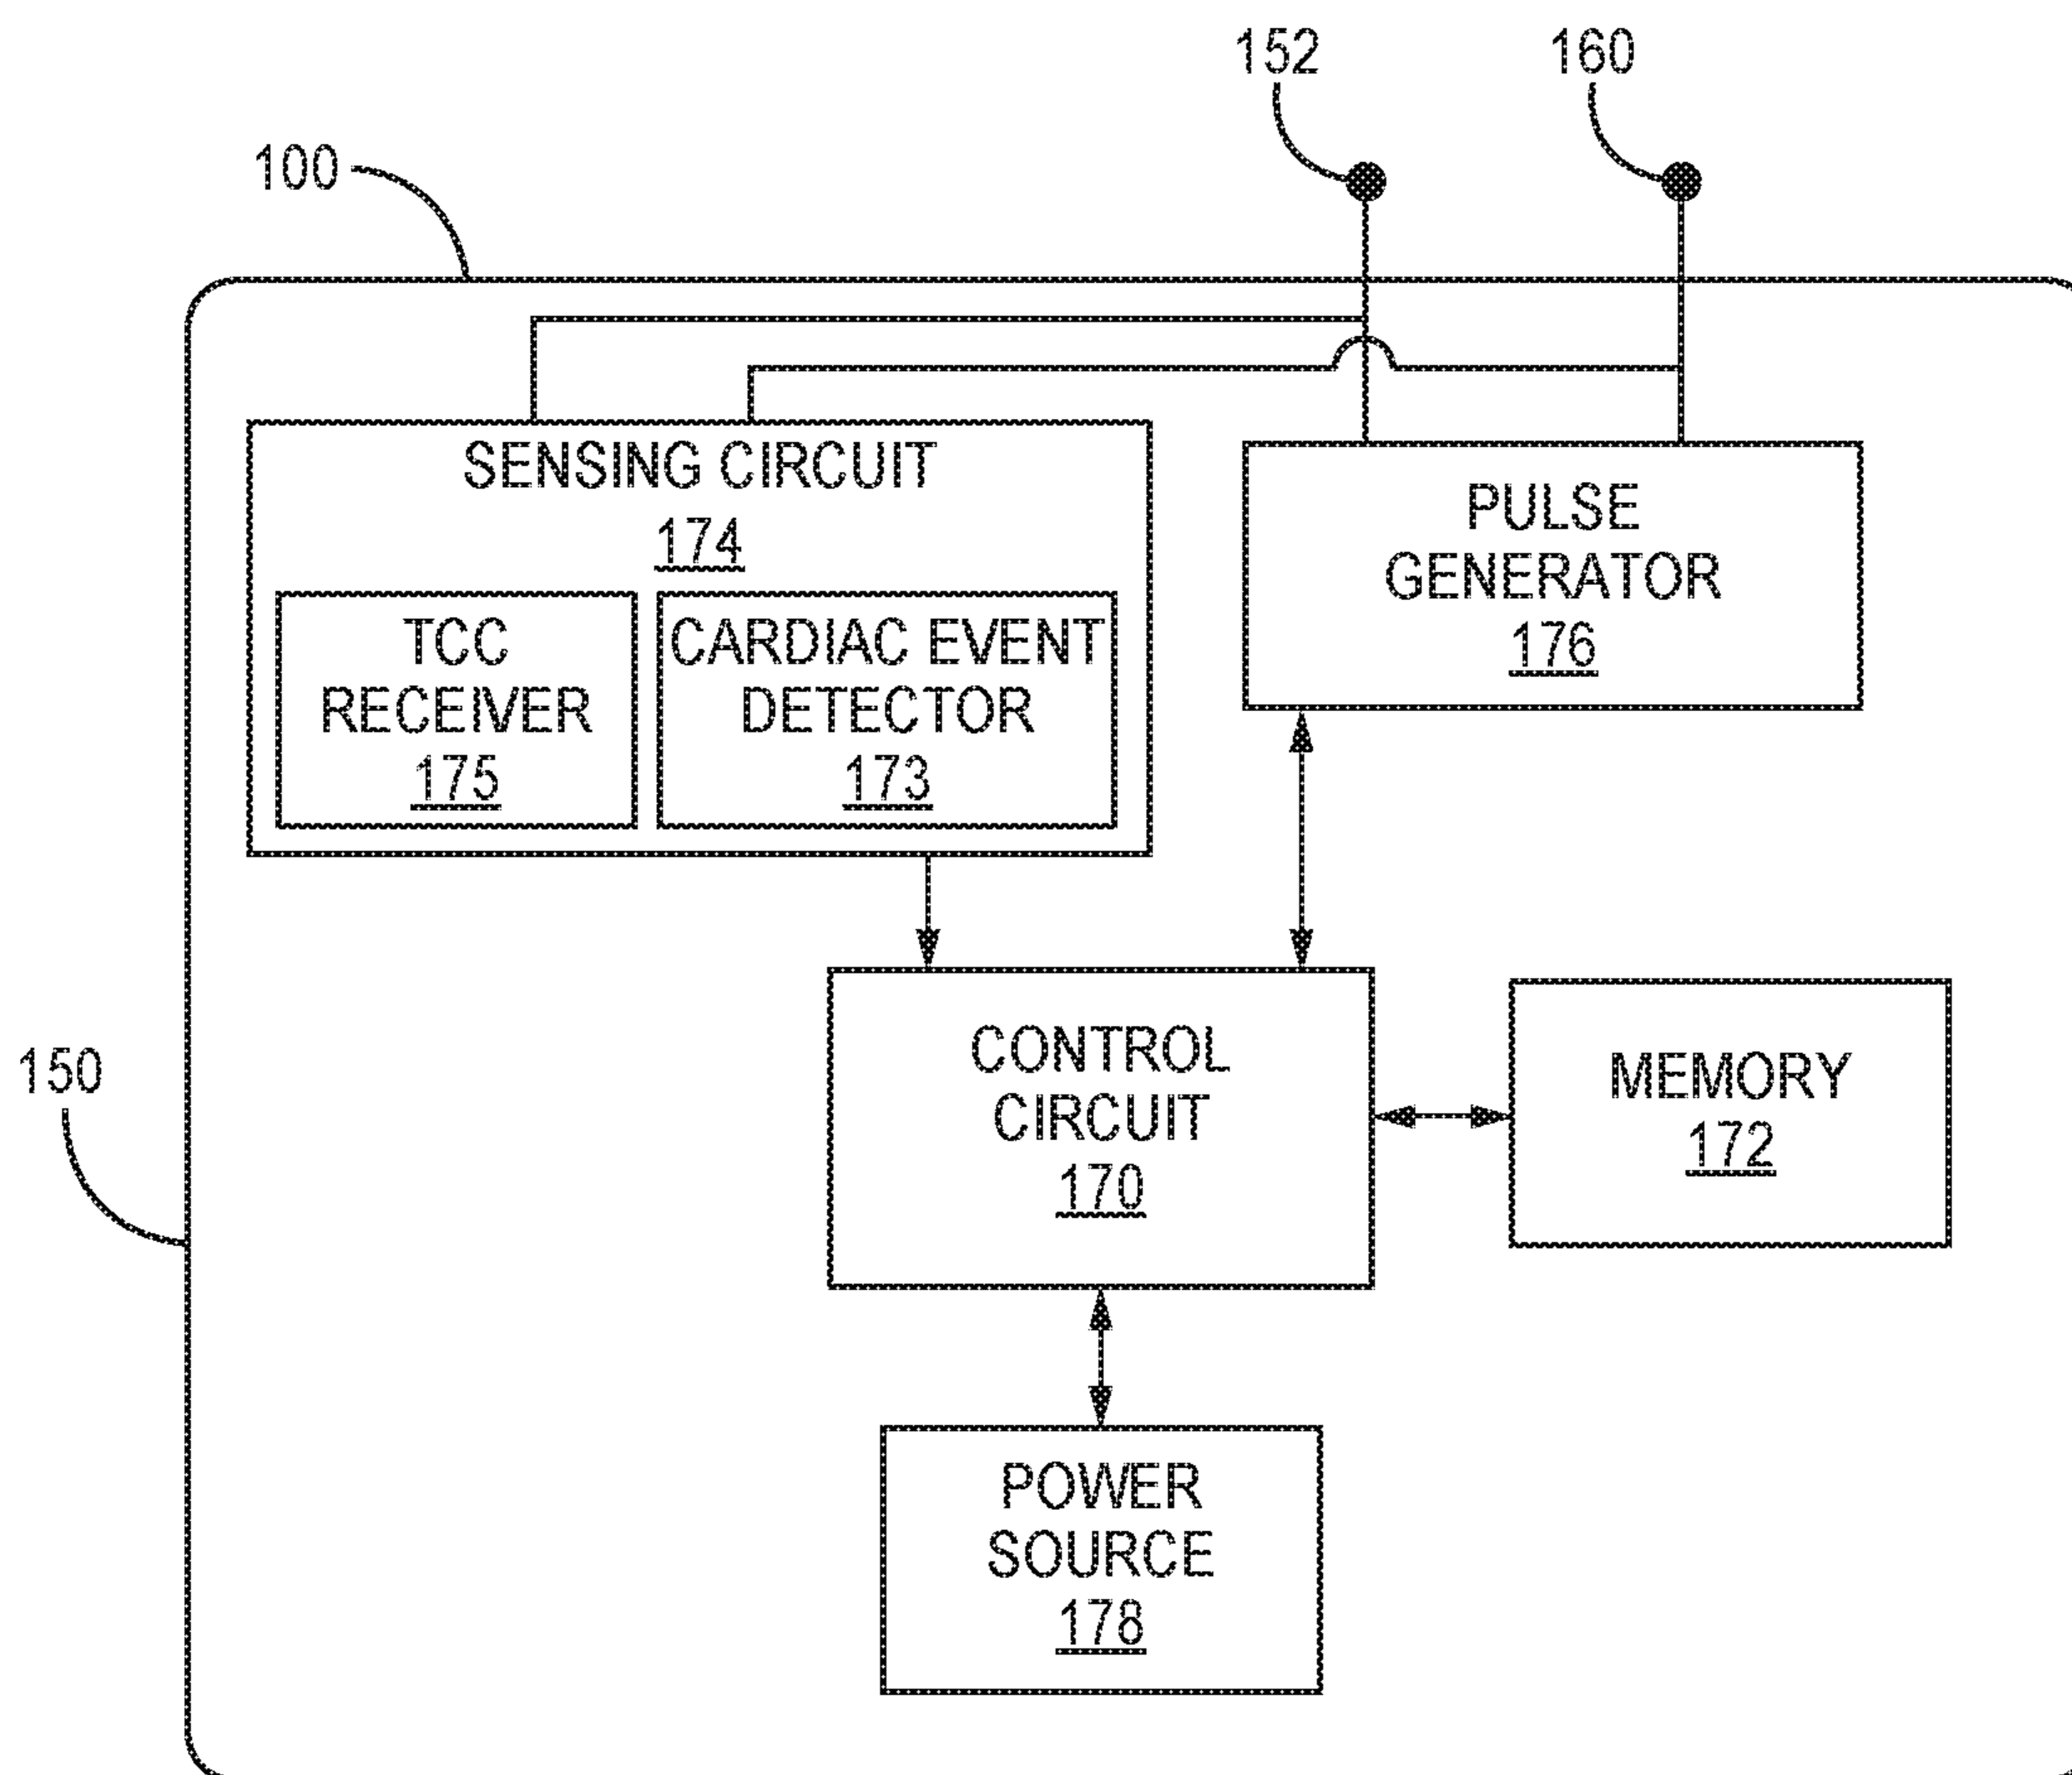 152
160
100
SENSING CIRCUIT
174
TCC
RECEIVER
175
CARDIAC EVENT
DETECTOR
173
PULSE
GENERATOR
176
150
CONTROL
CIRCUIT
170
MEMORY
172
POWER
SOURCE
178